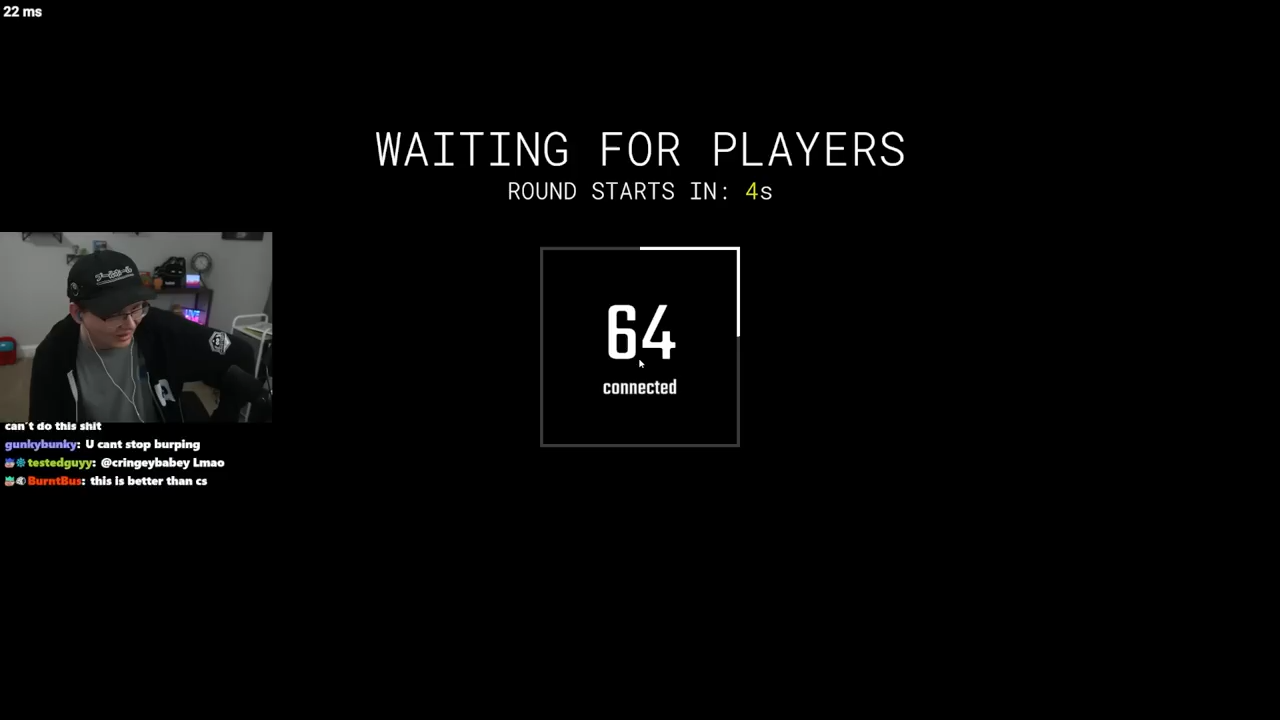 22 ms
WAITING FOR PLAYERS
ROUND STARTS IN: 4s
64
connected
can't do this shit
gunkybunky: U cant stop burping
testedguyy: @cringeybabey Lmao
BurntBus: this is better than cs